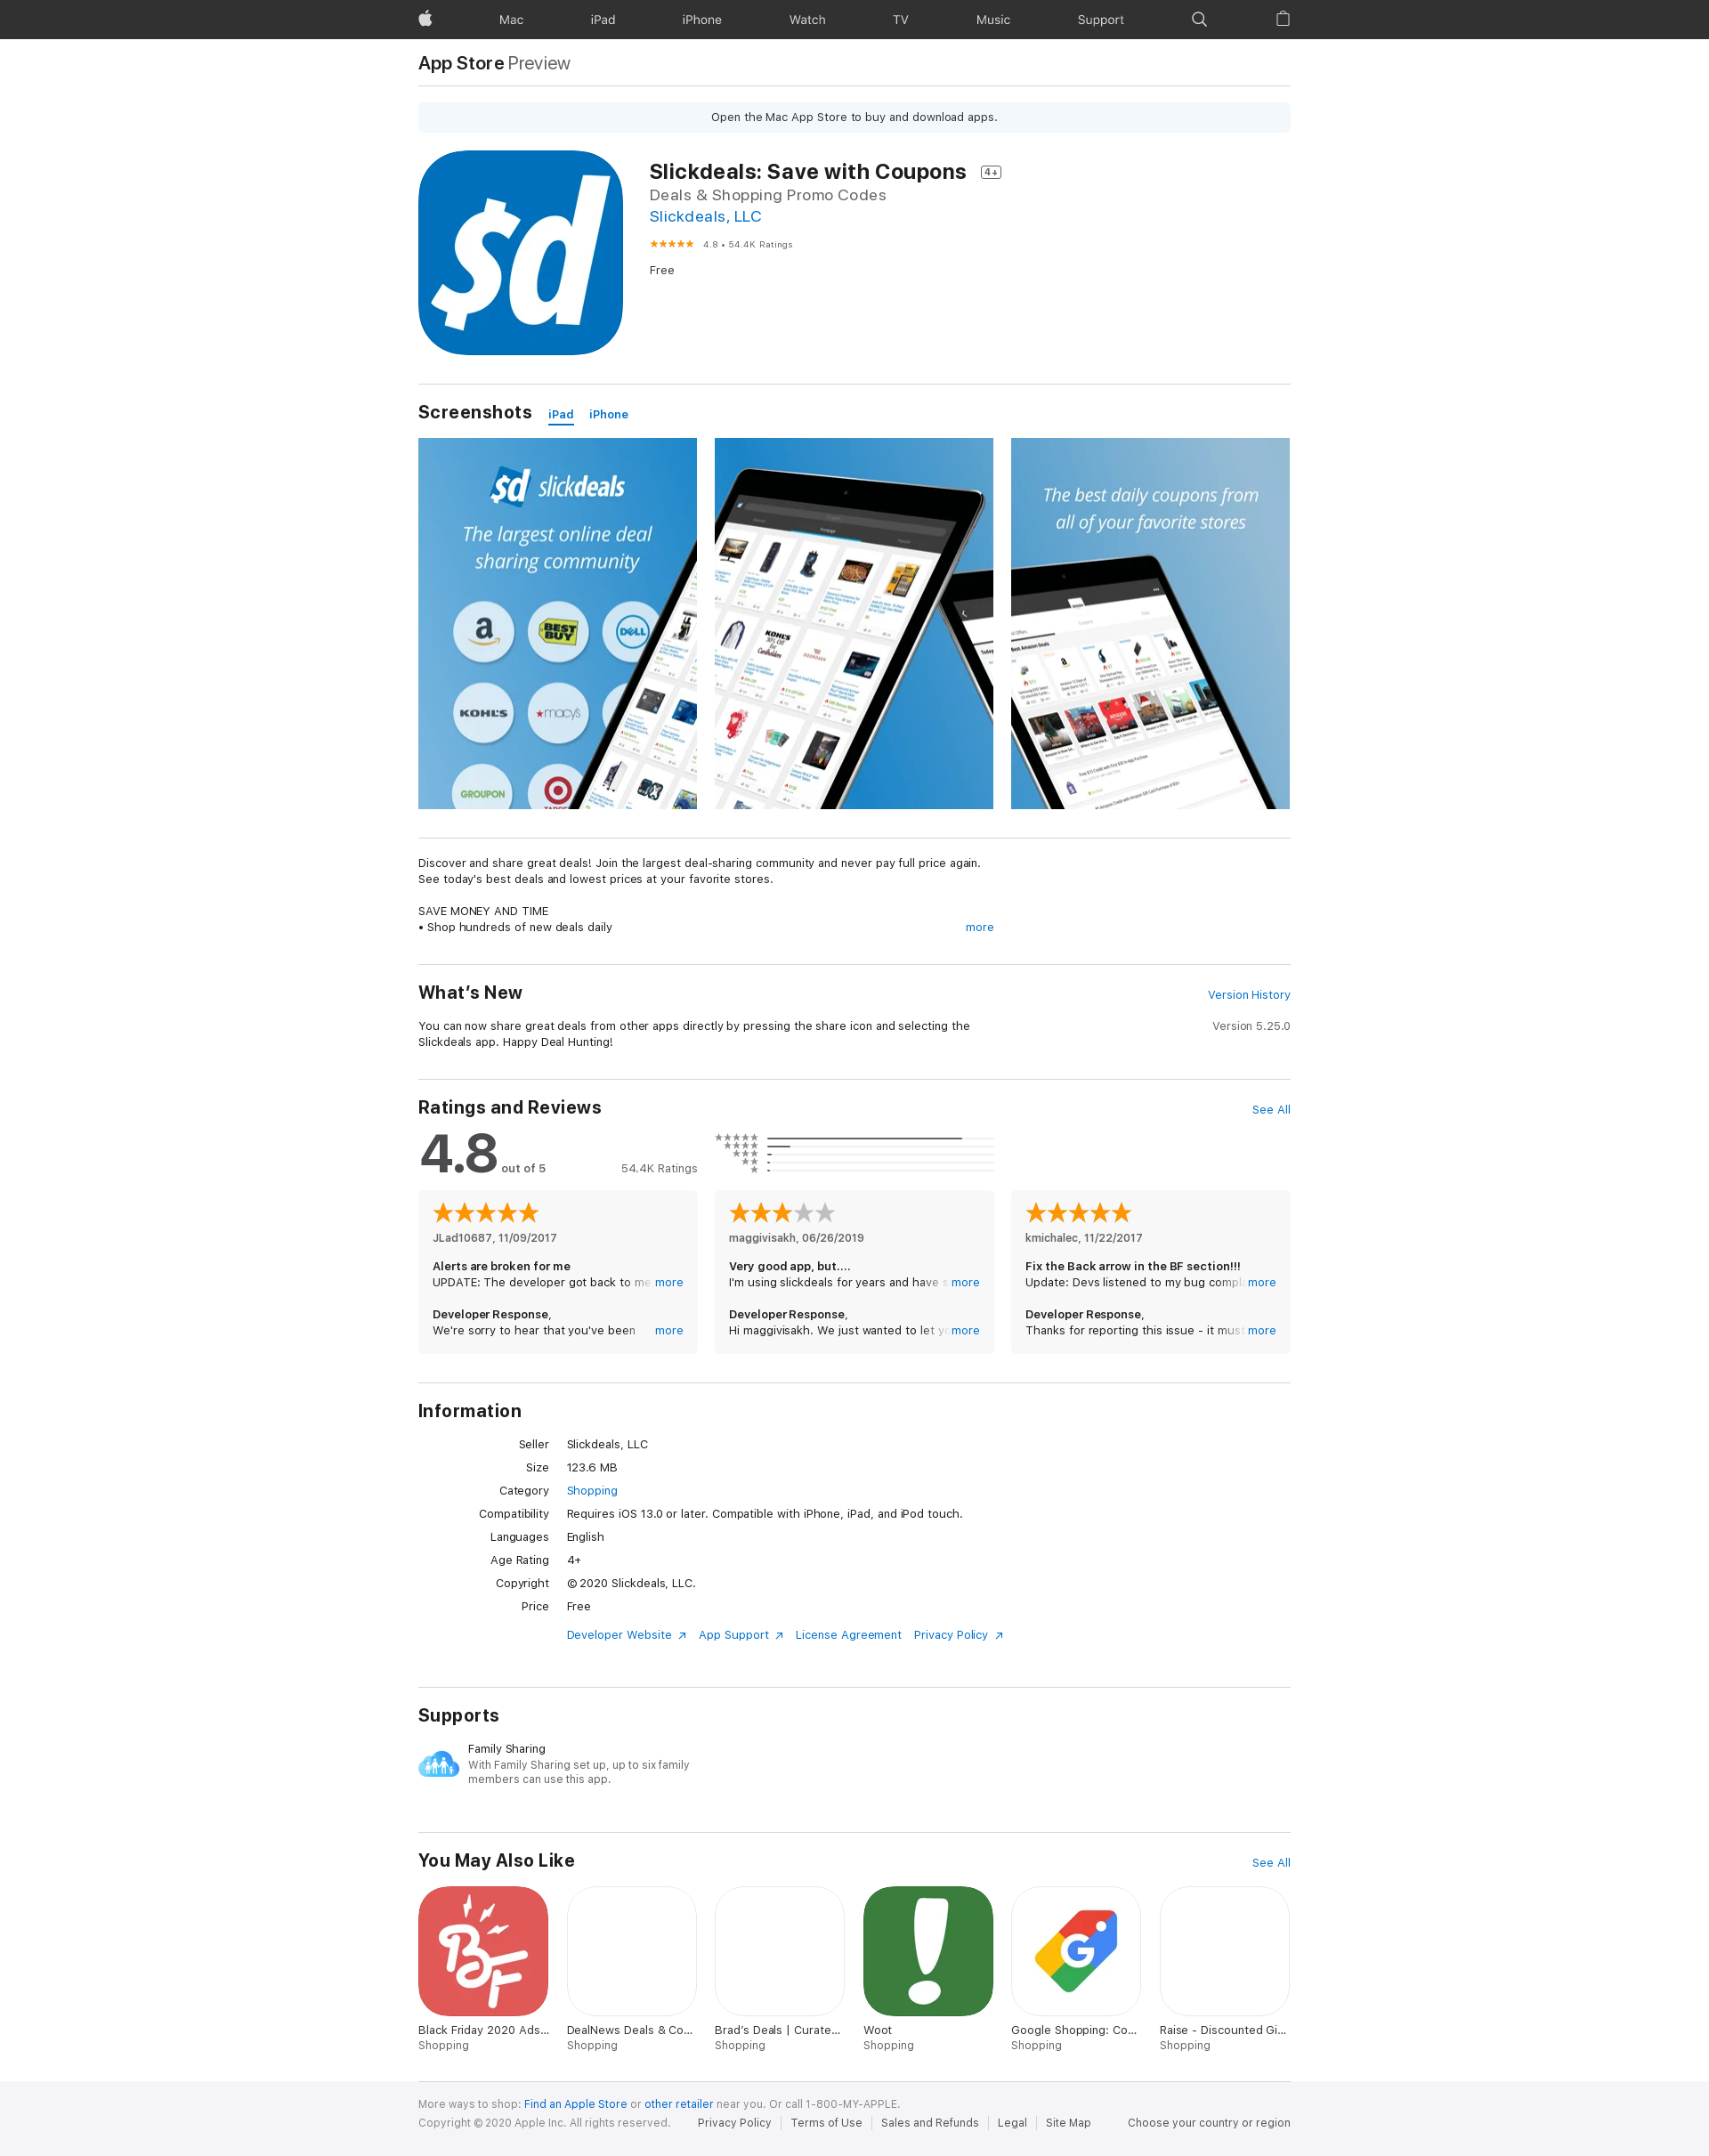 Mac
iPad
iPhone
Watch
TV
Music
Support
App Store Preview
Open the Mac App Store to buy and download apps.
$d
Slickdeals: Save with Coupons 4+
Deals & Shopping Promo Codes
Slickdeals, LLC
4.8 • 54.4K Ratings
Free
Screenshots iPad iPhone
$d slickdeals
The largest online deal
sharing community
a
BEST BUY
DELL
KOHL'S
★macy's
GROUPON
The best daily coupons from
all of your favorite stores
Discover and share great deals! Join the largest deal-sharing community and never pay full price again.
See today's best deals and lowest prices at your favorite stores.
SAVE MONEY AND TIME
• Shop hundreds of new deals daily more
What's New Version History
You can now share great deals from other apps directly by pressing the share icon and selecting the
Slickdeals app. Happy Deal Hunting!
Version 5.25.0
Ratings and Reviews See All
4.8 out of 5 54.4K Ratings
JLad10687, 11/09/2017
Alerts are broken for me
UPDATE: The developer got back to me more
Developer Response,
We're sorry to hear that you've been more
maggivisakh, 06/26/2019
Very good app, but....
I'm using slickdeals for years and have s more
Developer Response,
Hi maggivisakh. We just wanted to let yo more
kmichalec, 11/22/2017
Fix the Back arrow in the BF section!!!
Update: Devs listened to my bug compla more
Developer Response,
Thanks for reporting this issue - it must more
Information
Seller Slickdeals, LLC
Size 123.6 MB
Category Shopping
Compatibility Requires iOS 13.0 or later. Compatible with iPhone, iPad, and iPod touch.
Languages English
Age Rating 4+
Copyright © 2020 Slickdeals, LLC.
Price Free
Developer Website App Support License Agreement Privacy Policy
Supports
Family Sharing
With Family Sharing set up, up to six family
members can use this app.
You May Also Like See All
BF
G
Black Friday 2020 Ads...
Shopping
DealNews Deals & Co...
Shopping
Brad's Deals | Curate...
Shopping
Woot
Shopping
Google Shopping: Co...
Shopping
Raise - Discounted Gi...
Shopping
More ways to shop: Find an Apple Store or other retailer near you. Or call 1-800-MY-APPLE.
Copyright © 2020 Apple Inc. All rights reserved. Privacy Policy Terms of Use Sales and Refunds Legal Site Map Choose your country or region